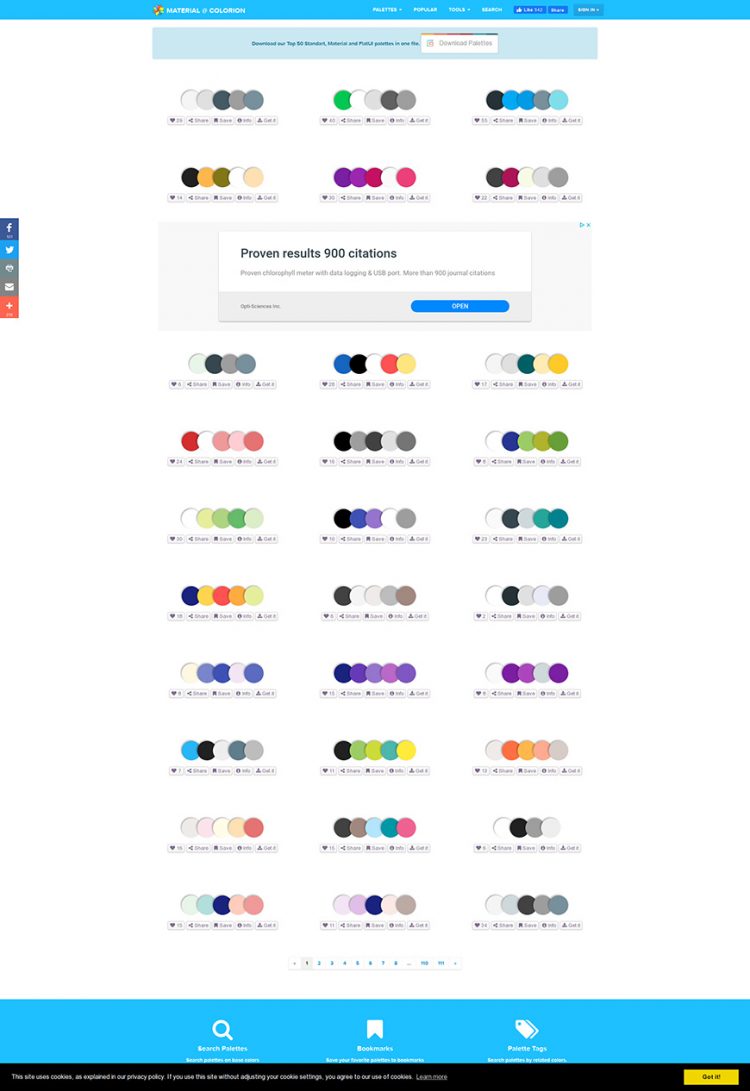 MATERIAL @ COLORION
PALETTES
POPULAR
TOOLS
SEARCH
Like 342
Share
SIGN IN
Download our Top 50 Standart, Material and FlatUI palettes in one file.
Download Palettes
29 Share Save Info Get it
40 Share Save Info Get it
55 Share Save Info Get it
14 Share Save Info Get it
30 Share Save Info Get it
22 Share Save Info Get it
Proven results 900 citations
Proven chlorophyll meter with data logging & USB port. More than 900 journal citations
Opti-Sciences Inc.
OPEN
6 Share Save Info Get it
28 Share Save Info Get it
17 Share Save Info Get it
24 Share Save Info Get it
16 Share Save Info Get it
8 Share Save Info Get it
30 Share Save Info Get it
10 Share Save Info Get it
23 Share Save Info Get it
18 Share Save Info Get it
6 Share Save Info Get it
2 Share Save Info Get it
8 Share Save Info Get it
15 Share Save Info Get it
8 Share Save Info Get it
7 Share Save Info Get it
11 Share Save Info Get it
13 Share Save Info Get it
16 Share Save Info Get it
15 Share Save Info Get it
6 Share Save Info Get it
15 Share Save Info Get it
11 Share Save Info Get it
24 Share Save Info Get it
« 1 2 3 4 5 6 7 8 ... 110 111 »
Search Palettes
Bookmarks
Palette Tags
Search palettes on base colors.
Save your favorite palettes to bookmarks
Search palettes by related colors.
This site uses cookies, as explained in our privacy policy. If you use this site without adjusting your cookie settings, you agree to our use of cookies. Learn more
Got it!